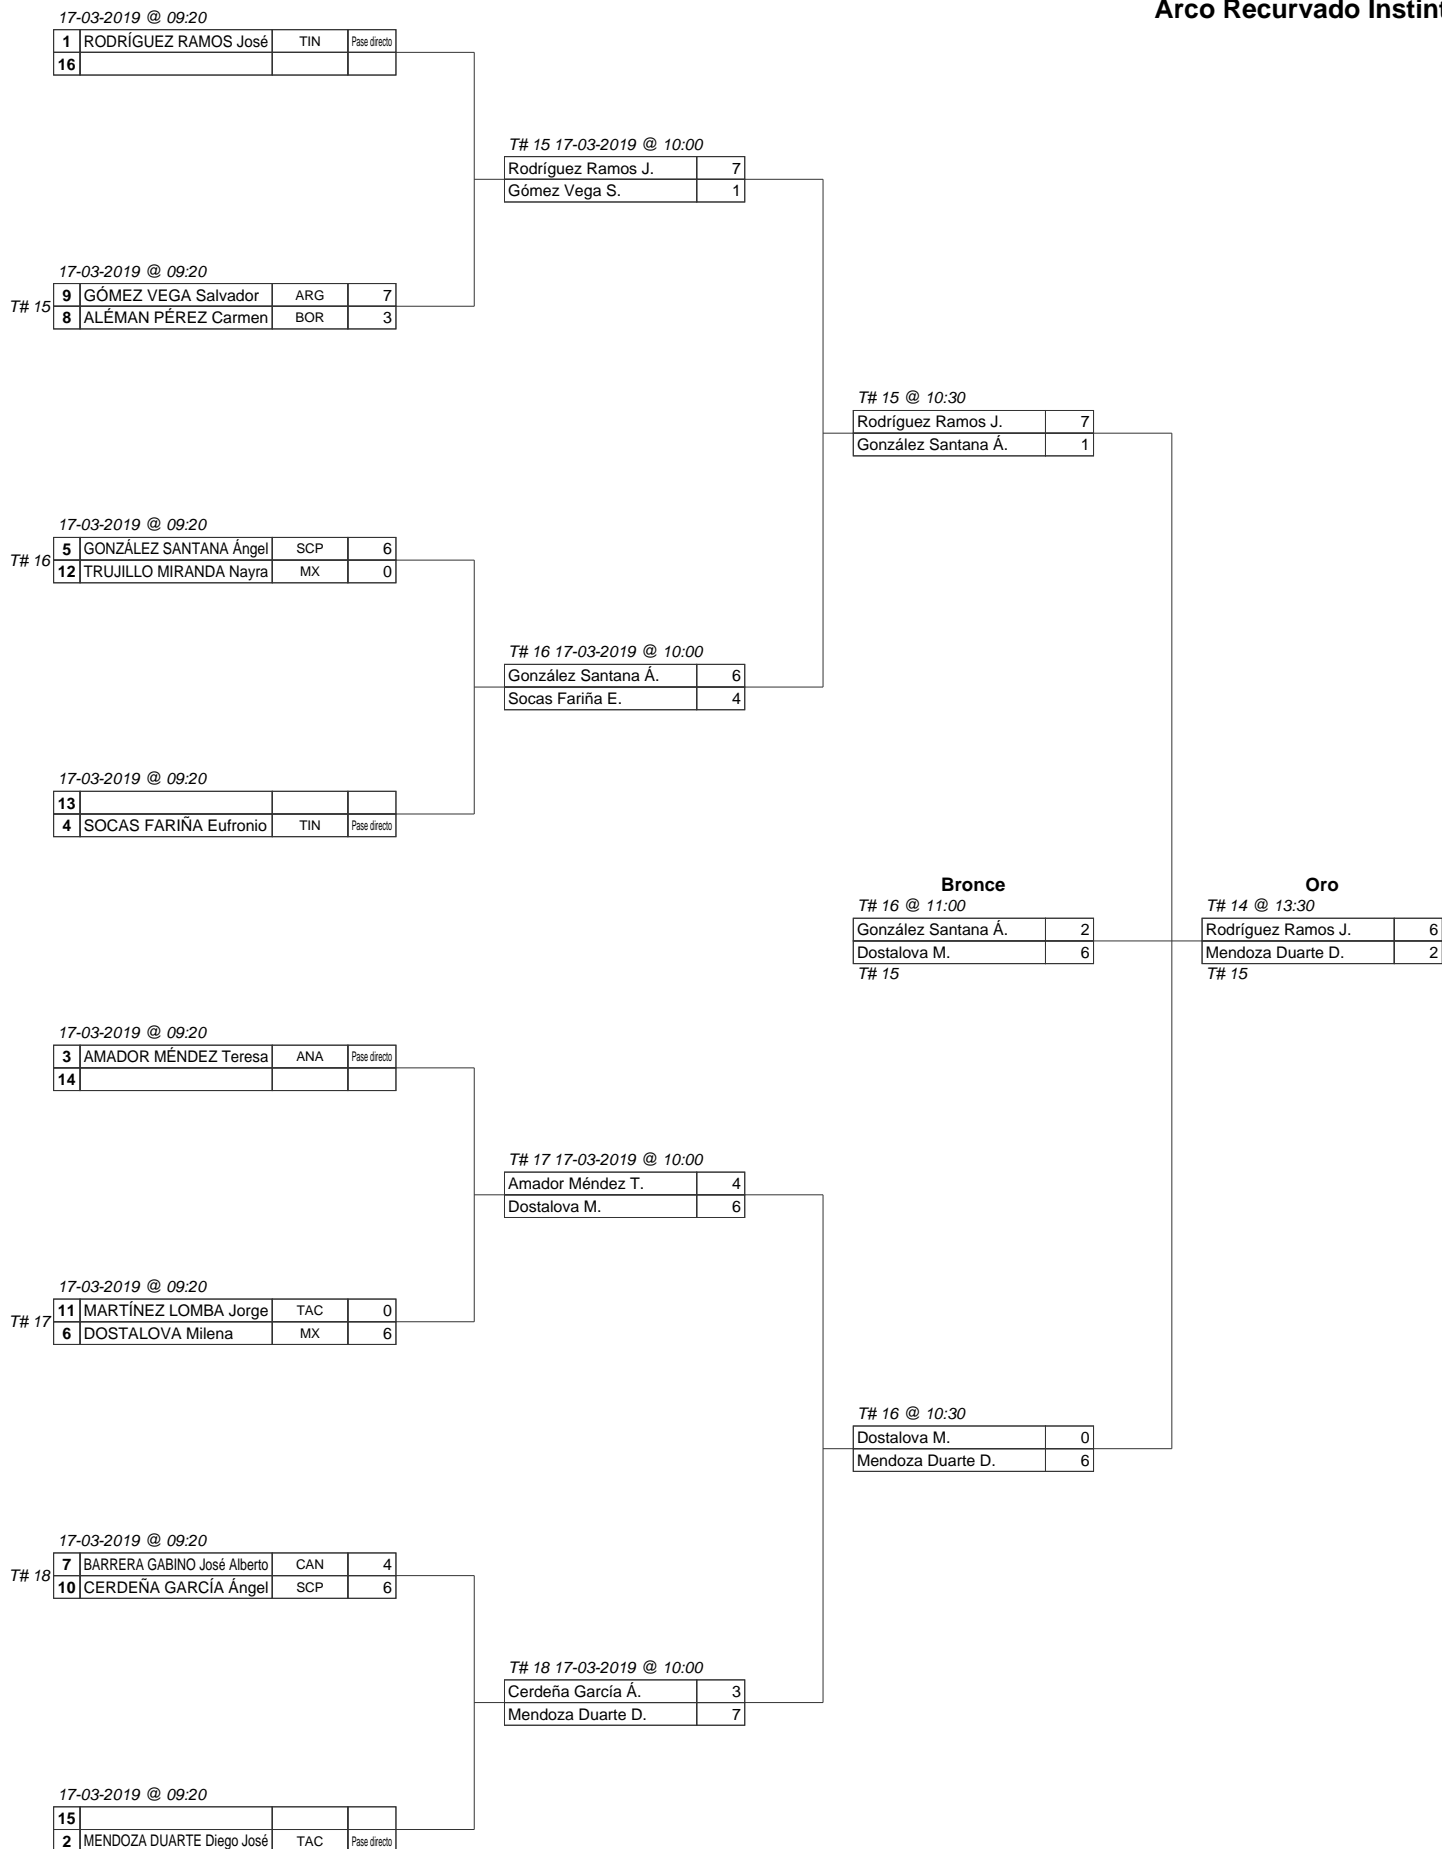 Arco Recurvado
17-03-2019 @ 09:20
1 RODRÍGUEZ RAMOS José TIN Pase directo
16
T# 15 17-03-2019 @ 10:00
Rodríguez Ramos J. 7
Gómez Vega S. 1
17-03-2019 @ 09:20
T# 15
9 GÓMEZ VEGA Salvador ARG 7
8 ALÉMAN PÉREZ Carmen BOR 3
T# 15 @ 10:30
Rodríguez Ramos J. 7
González Santana Á. 1
17-03-2019 @ 09:20
T# 16
5 GONZÁLEZ SANTANA Ángel SCP 6
12 TRUJILLO MIRANDA Nayra MX 0
T# 16 17-03-2019 @ 10:00
González Santana Á. 6
Socas Fariña E. 4
17-03-2019 @ 09:20
13
4 SOCAS FARIÑA Eufronio TIN Pase directo
Bronce
T# 16 @ 11:00
González Santana Á. 2
Dostalova M. 6
T# 15
Oro
T# 14 @ 13:30
Rodríguez Ramos J. 6
Mendoza Duarte D. 2
T# 15
17-03-2019 @ 09:20
3 AMADOR MÉNDEZ Teresa ANA Pase directo
14
T# 17 17-03-2019 @ 10:00
Amador Méndez T. 4
Dostalova M. 6
17-03-2019 @ 09:20
T# 17
11 MARTÍNEZ LOMBA Jorge TAC 0
6 DOSTALOVA Milena MX 6
T# 16 @ 10:30
Dostalova M. 0
Mendoza Duarte D. 6
17-03-2019 @ 09:20
T# 18
7 BARRERA GABINO José Alberto CAN 4
10 CERDEÑA GARCÍA Ángel SCP 6
T# 18 17-03-2019 @ 10:00
Cerdeña García Á. 3
Mendoza Duarte D. 7
17-03-2019 @ 09:20
15
2 MENDOZA DUARTE Diego José TAC Pase directo